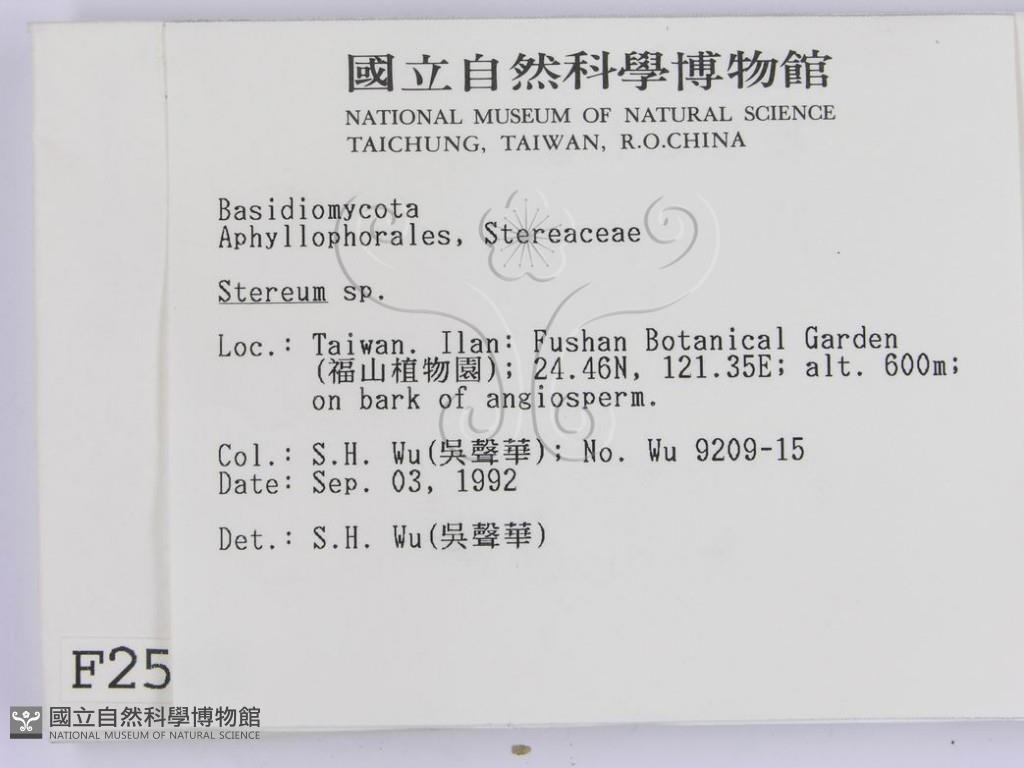 國立自然科學博物館
NATIONAL MUSEUM OF NATURAL SCIENCE
TAICHUNG, TAIWAN, R.O.CHINA
Basidiomycota
Aphyllophorales, Stereaceae
Stereum sp.
Loc.: Taiwan. Ilan: Fushan Botanical Garden
(福山植物園); 24.46N, 121.35E; alt. 600m;
on bark of angiosperm.
Col.: S.H. Wu(吳聲華); No. Wu 9209-15
Date: Sep. 03, 1992
Det.: S.H. Wu(吳聲華)
F25
國立自然科學博物館
NATIONAL MUSEUM OF NATURAL SCIENCE